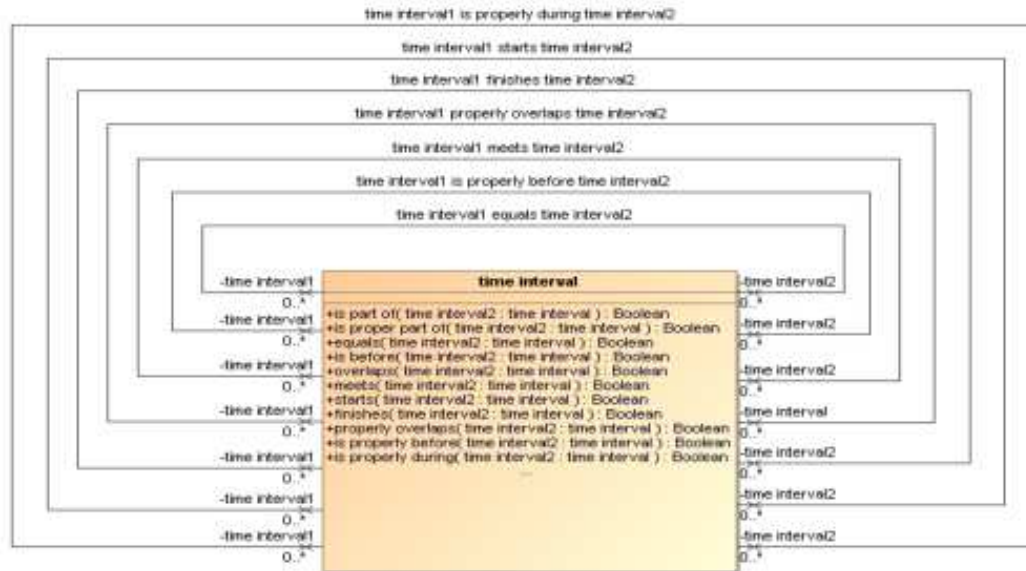 time interval1 is properly during time interval2
time interval1 starts time interval2
time interval1 finishes time interval2
time interval1 properly overlaps time interval2
time interval1 meets time interval2
time interval1 is properly before time interval2
time interval1 equals time interval2
time interval
-time interval1
0..*
-time interval2
0..*
+is part of( time interval2 : time interval ) : Boolean
+is proper part of( time interval2 : time interval ) : Boolean
+equals( time interval2 : time interval ) : Boolean
+is before( time interval2 : time interval ) : Boolean
+overlaps( time interval2 : time interval ) : Boolean
+meets( time interval2 : time interval ) : Boolean
+starts( time interval2 : time interval ) : Boolean
+finishes( time interval2 : time interval ) : Boolean
+properly overlaps( time interval2 : time interval ) : Boolean
+is properly before( time interval2 : time interval ) : Boolean
+is properly during( time interval2 : time interval ) : Boolean
...
-time interval1
0..*
-time interval2
0..*
-time interval1
0..*
-time interval2
0..*
-time interval1
0..*
-time interval
0..*
-time interval1
0..*
-time interval2
0..*
-time interval1
0..*
-time interval2
0..*
-time interval1
0..*
-time interval2
0..*